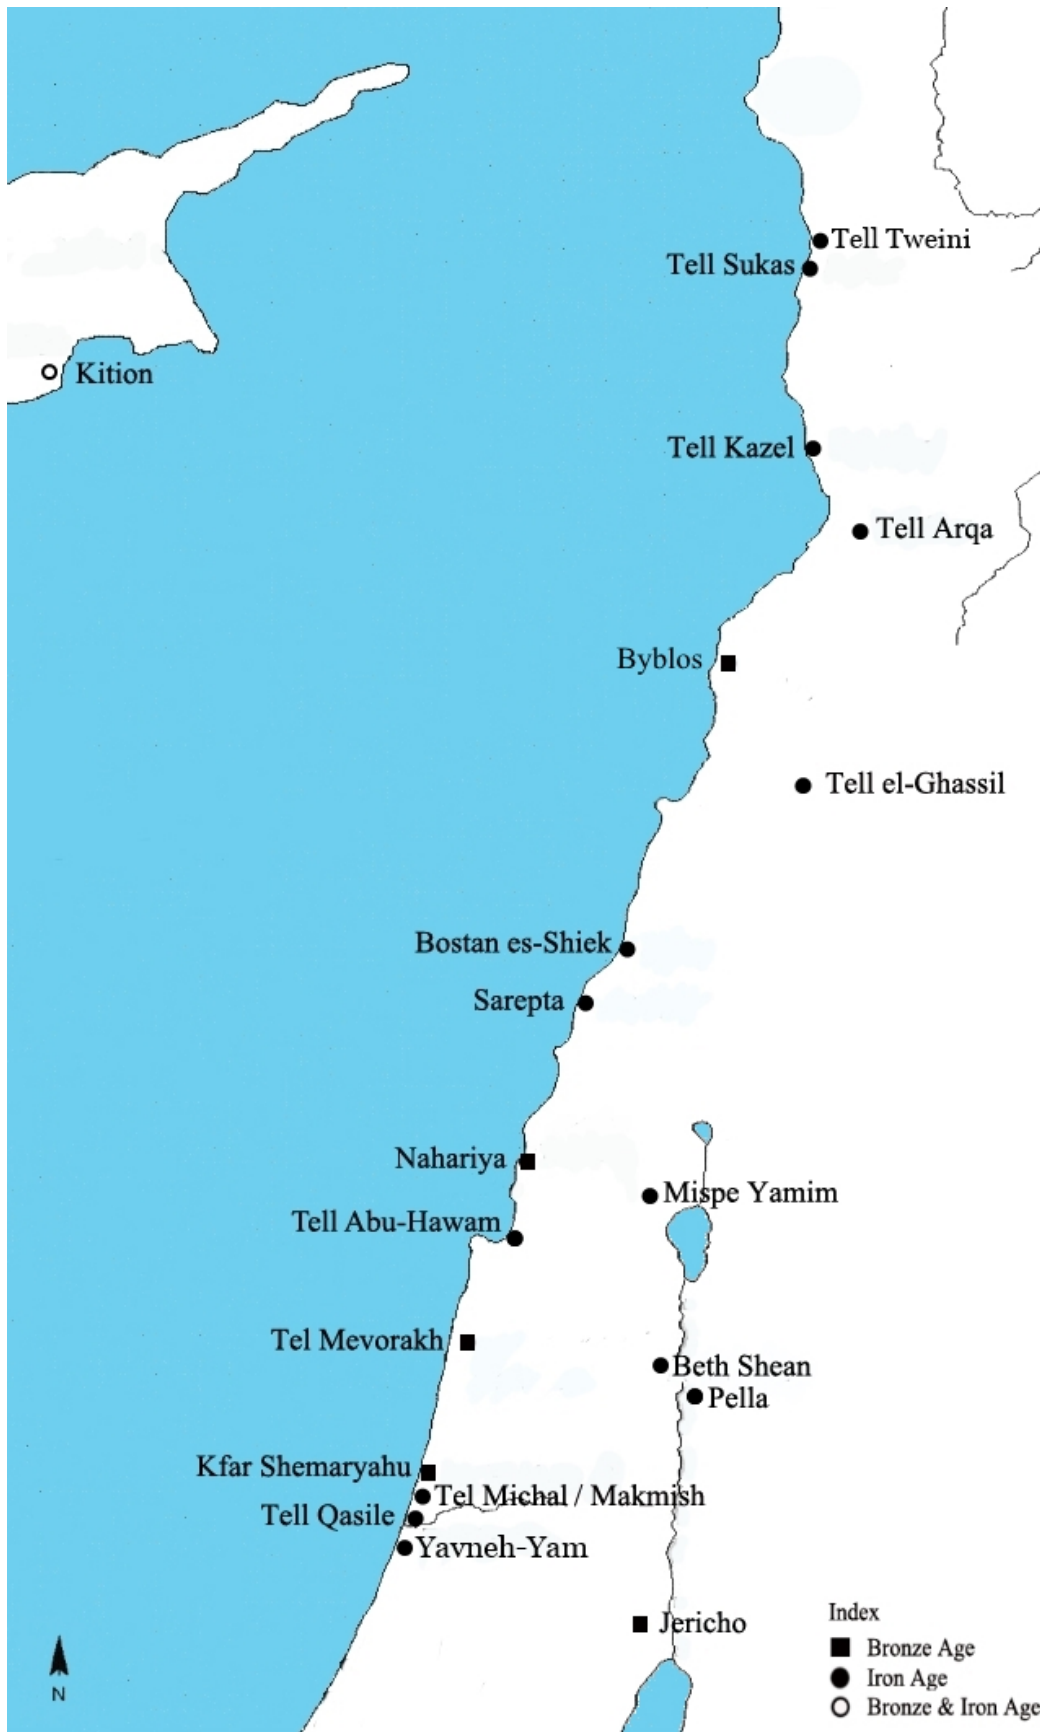 Tell Tweini
Tell Sukas
Kition
Tell Kazel
Tell Arqa
Byblos
Tell el-Ghassil
Bostan es-Shiek
Sarepta
Nahariya
Mispe Yamim
Tell Abu-Hawam
Tel Mevorakh
Beth Shean
Pella
Kfar Shemaryahu
Tel Michal / Makmish
Tell Qasile
Yavneh-Yam
Jericho
Index
Bronze Age
Iron Age
Bronze & Iron Age
N